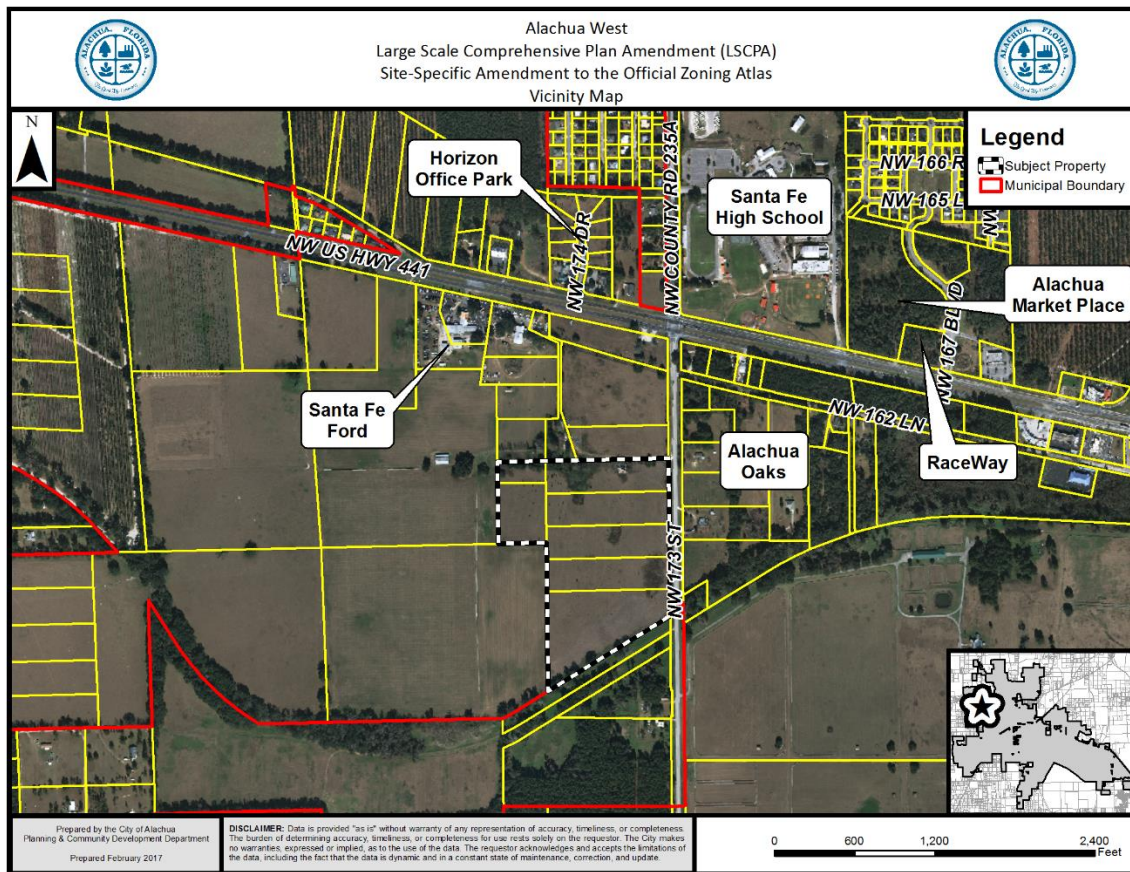 Alachua West
Large Scale Comprehensive Plan Amendment (LSCPA)
Site-Specific Amendment to the Official Zoning Atlas
Vicinity Map
ALACHUA, FLORIDA
ALACHUA, FLORIDA
N
Legend
Subject Property
Municipal Boundary
Horizon
Office Park
NW 174 DR
NW COUNTY RD 235A
Santa Fe
High School
NW 166 R
NW 165 L
NW
NW US HWY 441
Alachua
Market Place
NW 167 BLVD
Santa Fe
Ford
NW 162 LN
Alachua
Oaks
RaceWay
NW 173 ST
Prepared by the City of Alachua
Planning & Community Development Department
Prepared February 2017
DISCLAIMER: Data is provided "as is" without warranty of any representation of accuracy, timeliness, or completeness.
The burden of determining accuracy, timeliness, or completeness for use rests solely on the requestor. The City makes
no warranties, expressed or implied, as to the use of the data. The requestor acknowledges and accepts the limitations of
the data, including the fact that the data is dynamic and in a constant state of maintenance, correction, and update.
0 600 1,200 2,400
Feet